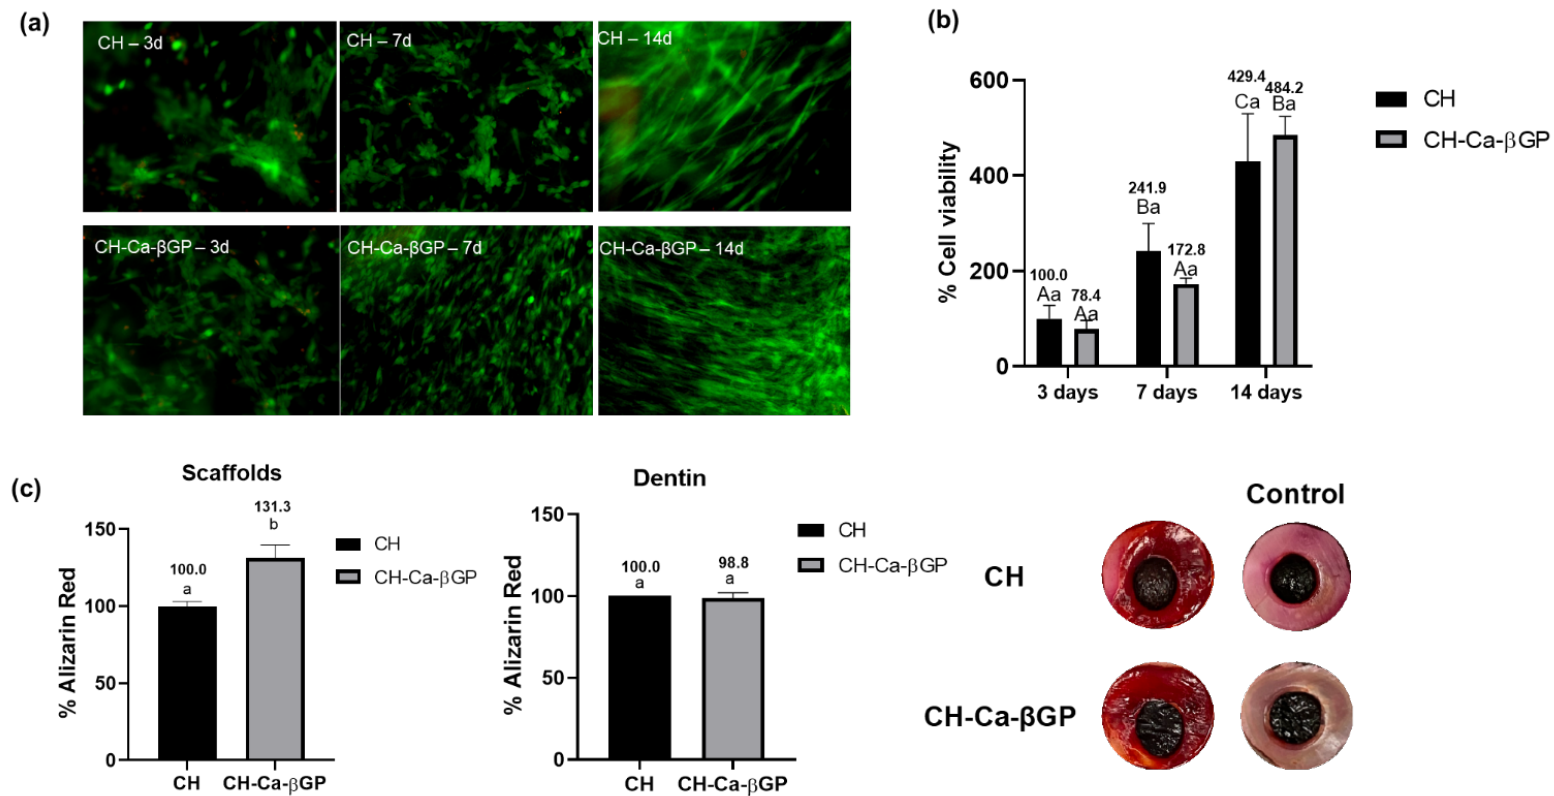 (a)
CH – 3d
CH – 7d
CH – 14d
CH-Ca-βGP – 3d
CH-Ca-βGP – 7d
CH-Ca-βGP – 14d
(b)
% Cell viability
600
400
200
0
100.0
Aa
78.4
Aa
241.9
Ba
172.8
Aa
429.4
Ca
484.2
Ba
3 days
7 days
14 days
CH
CH-Ca-βGP
(c)
Scaffolds
% Alizarin Red
150
100
50
0
100.0
a
131.3
b
CH
CH-Ca-βGP
CH
CH-Ca-βGP
Dentin
% Alizarin Red
150
100
50
0
100.0
a
98.8
a
CH
CH-Ca-βGP
CH
CH-Ca-βGP
Control
CH
CH-Ca-βGP